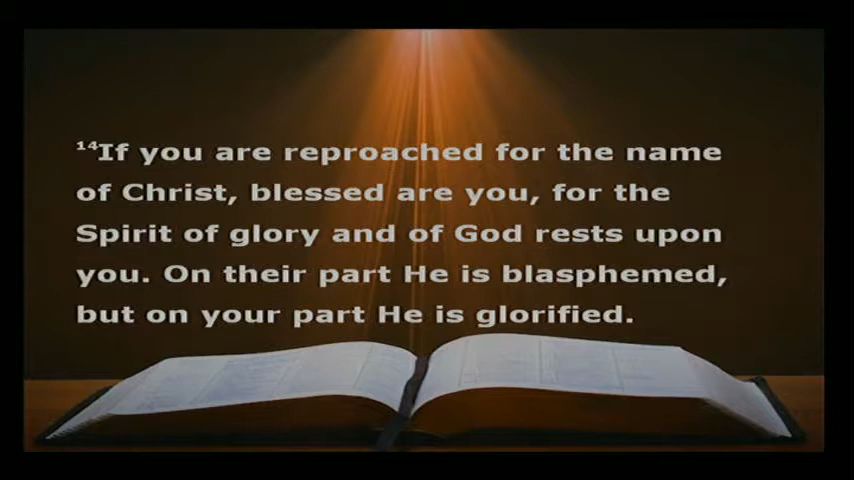 ¹⁴If you are reproached for the name
of Christ, blessed are you, for the
Spirit of glory and of God rests upon
you. On their part He is blasphemed,
but on your part He is glorified.